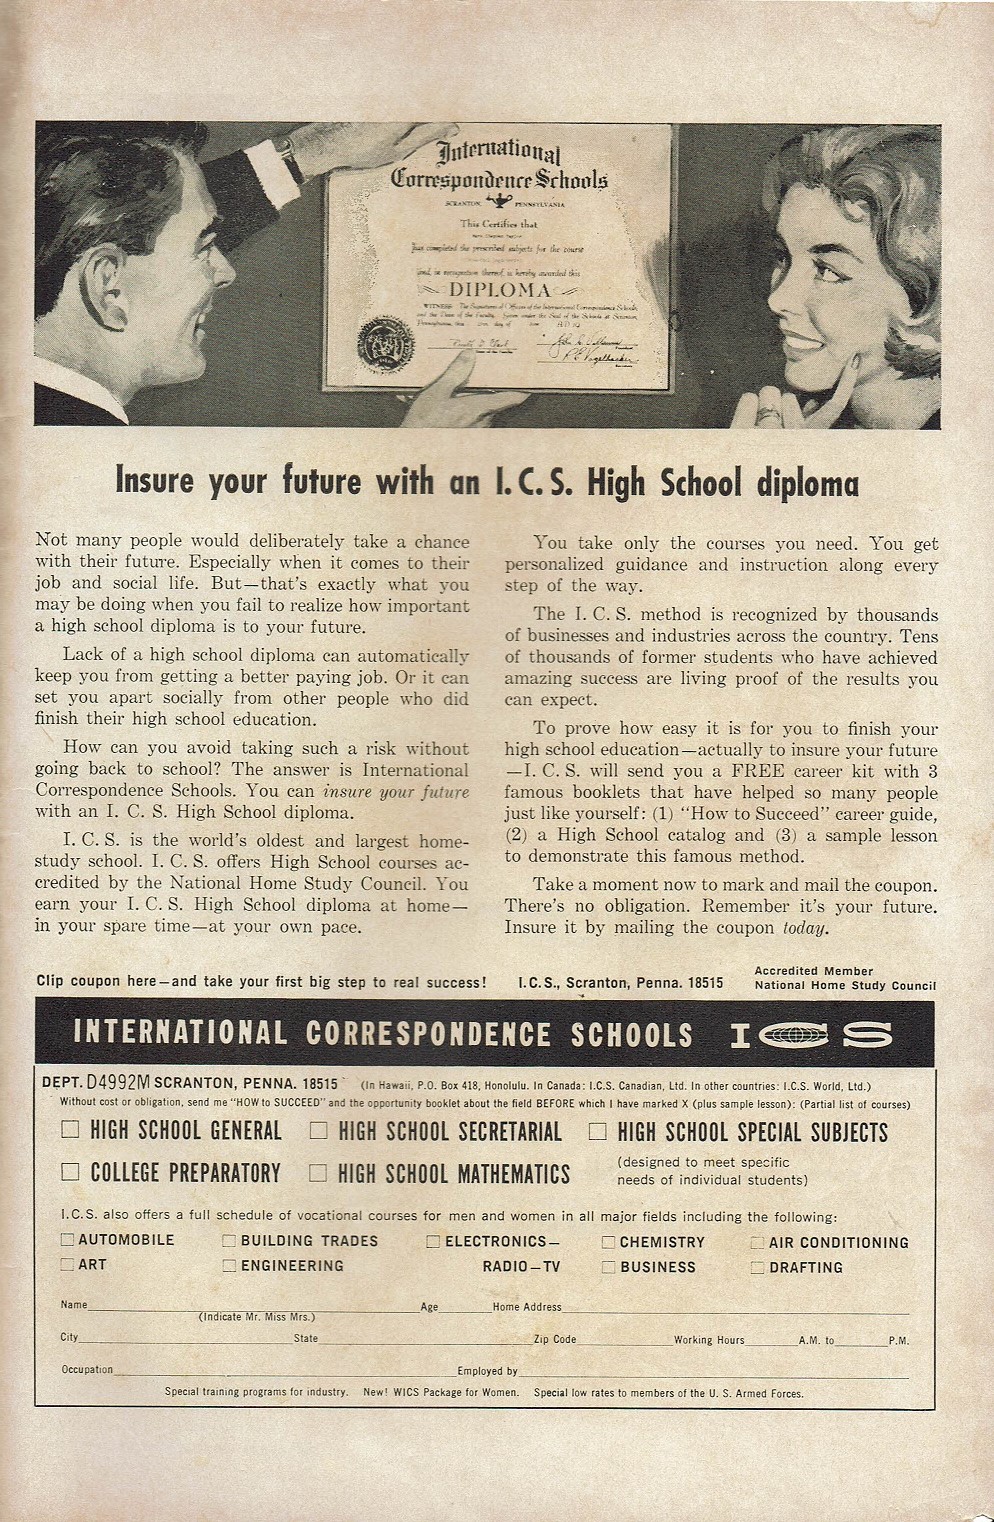 International
Correspondence Schools
SCRANTON, PENNSYLVANIA
This Certifies that
has completed the prescribed subjects for the course
and, in recognition thereof, is hereby awarded this
DIPLOMA
Insure your future with an I.C.S. High School diploma
Not many people would deliberately take a chance
with their future. Especially when it comes to their
job and social life. But—that's exactly what you
may be doing when you fail to realize how important
a high school diploma is to your future.
Lack of a high school diploma can automatically
keep you from getting a better paying job. Or it can
set you apart socially from other people who did
finish their high school education.
How can you avoid taking such a risk without
going back to school? The answer is International
Correspondence Schools. You can insure your future
with an I. C. S. High School diploma.
I. C. S. is the world's oldest and largest home-
study school. I. C. S. offers High School courses ac-
credited by the National Home Study Council. You
earn your I. C. S. High School diploma at home—
in your spare time—at your own pace.
You take only the courses you need. You get
personalized guidance and instruction along every
step of the way.
The I. C. S. method is recognized by thousands
of businesses and industries across the country. Tens
of thousands of former students who have achieved
amazing success are living proof of the results you
can expect.
To prove how easy it is for you to finish your
high school education—actually to insure your future
—I. C. S. will send you a FREE career kit with 3
famous booklets that have helped so many people
just like yourself: (1) "How to Succeed" career guide,
(2) a High School catalog and (3) a sample lesson
to demonstrate this famous method.
Take a moment now to mark and mail the coupon.
There's no obligation. Remember it's your future.
Insure it by mailing the coupon today.
Clip coupon here—and take your first big step to real success! I.C.S., Scranton, Penna. 18515
Accredited Member
National Home Study Council
INTERNATIONAL CORRESPONDENCE SCHOOLS ICS
DEPT. D4992M SCRANTON, PENNA. 18515 (In Hawaii, P.O. Box 418, Honolulu. In Canada: I.C.S. Canadian, Ltd. In other countries: I.C.S. World, Ltd.)
Without cost or obligation, send me "HOW to SUCCEED" and the opportunity booklet about the field BEFORE which I have marked X (plus sample lesson): (Partial list of courses)
HIGH SCHOOL GENERAL HIGH SCHOOL SECRETARIAL HIGH SCHOOL SPECIAL SUBJECTS
COLLEGE PREPARATORY HIGH SCHOOL MATHEMATICS
(designed to meet specific
needs of individual students)
I.C.S. also offers a full schedule of vocational courses for men and women in all major fields including the following:
AUTOMOBILE BUILDING TRADES ELECTRONICS— CHEMISTRY AIR CONDITIONING
ART ENGINEERING RADIO—TV BUSINESS DRAFTING
Name Age Home Address
(Indicate Mr. Miss Mrs.)
City State Zip Code Working Hours A.M. to P.M.
Occupation Employed by
Special training programs for industry. New! WICS Package for Women. Special low rates to members of the U. S. Armed Forces.